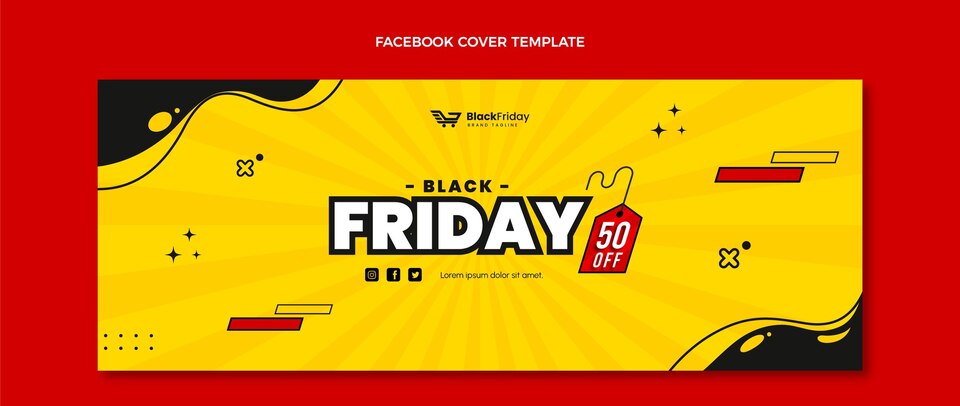 FACEBOOK COVER TEMPLATE
BlackFriday
BRAND TAGLINE
- BLACK -
FRIDAY
50
OFF
Lorem ipsum dolor sit amet.